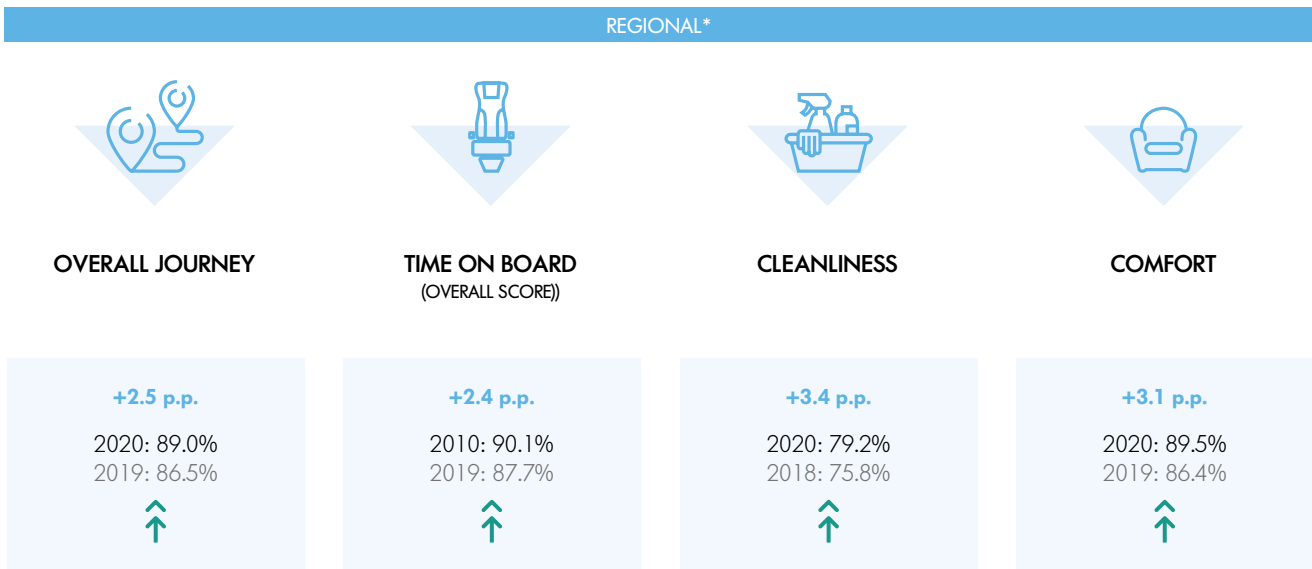 REGIONAL*
OVERALL JOURNEY
+2.5 p.p.
2020: 89.0%
2019: 86.5%
TIME ON BOARD
(OVERALL SCORE))
+2.4 p.p.
2010: 90.1%
2019: 87.7%
CLEANLINESS
+3.4 p.p.
2020: 79.2%
2018: 75.8%
COMFORT
+3.1 p.p.
2020: 89.5%
2019: 86.4%